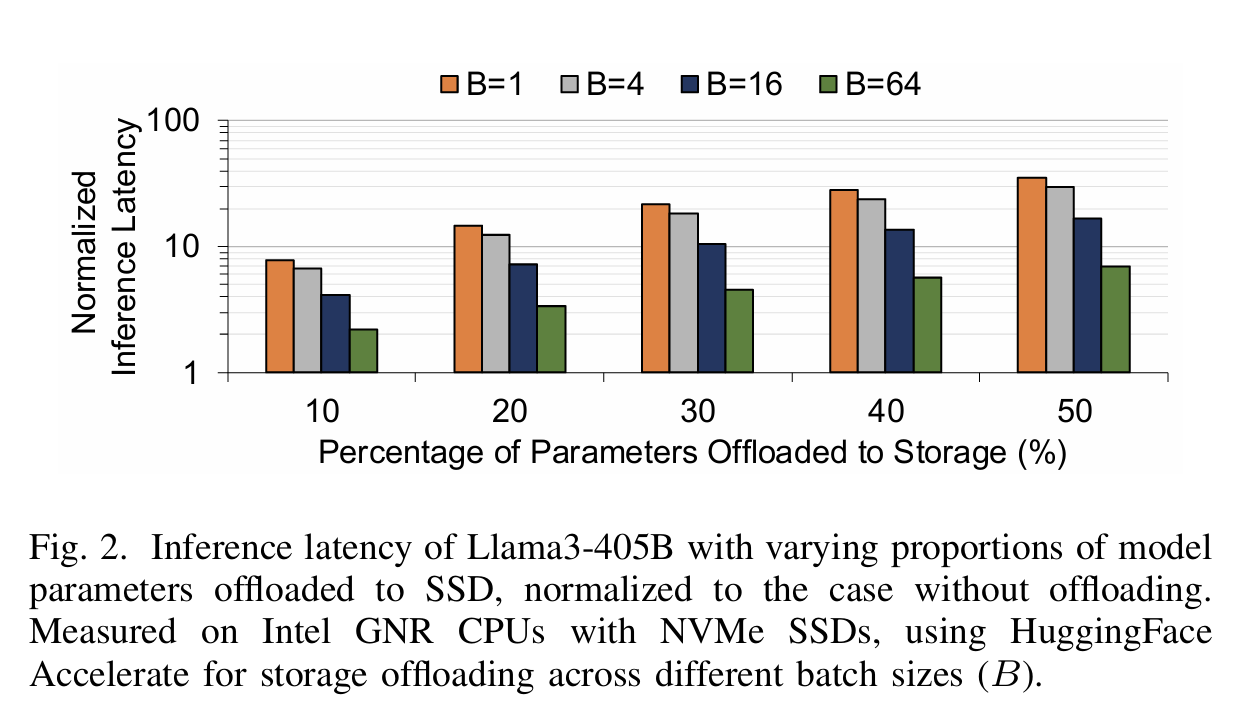 B=1 B=4 B=16 B=64
100
10
1
Normalized
Inference Latency
10 20 30 40 50
Percentage of Parameters Offloaded to Storage (%)
Fig. 2. Inference latency of Llama3-405B with varying proportions of model
parameters offloaded to SSD, normalized to the case without offloading.
Measured on Intel GNR CPUs with NVMe SSDs, using HuggingFace
Accelerate for storage offloading across different batch sizes (B).